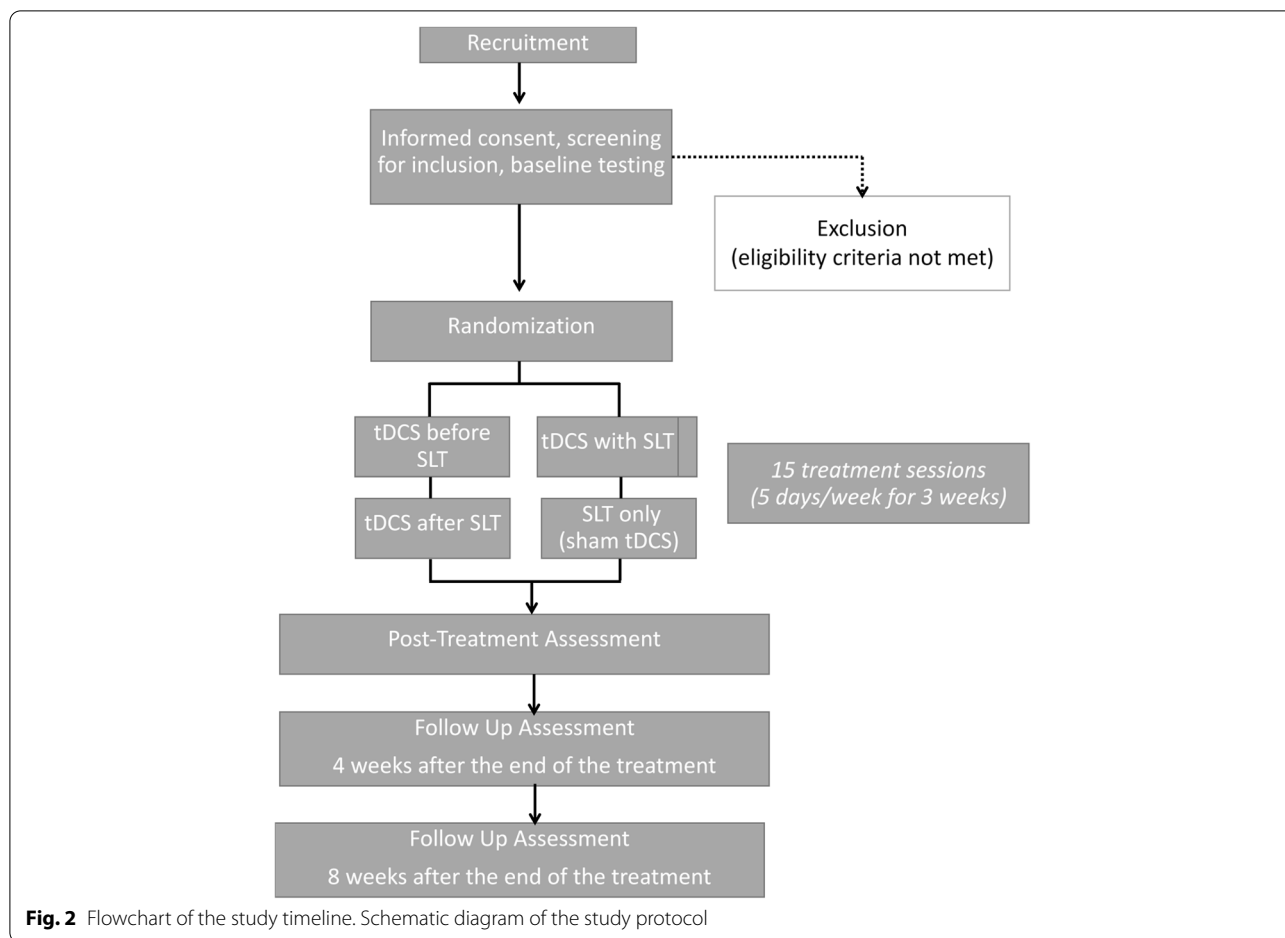 Recruitment
Informed consent, screening
for inclusion, baseline testing
Exclusion
(eligibility criteria not met)
Randomization
tDCS before
SLT
tDCS with SLT
15 treatment sessions
(5 days/week for 3 weeks)
tDCS after SLT
SLT only
(sham tDCS)
Post-Treatment Assessment
Follow Up Assessment
4 weeks after the end of the treatment
Follow Up Assessment
8 weeks after the end of the treatment
Fig. 2 Flowchart of the study timeline. Schematic diagram of the study protocol